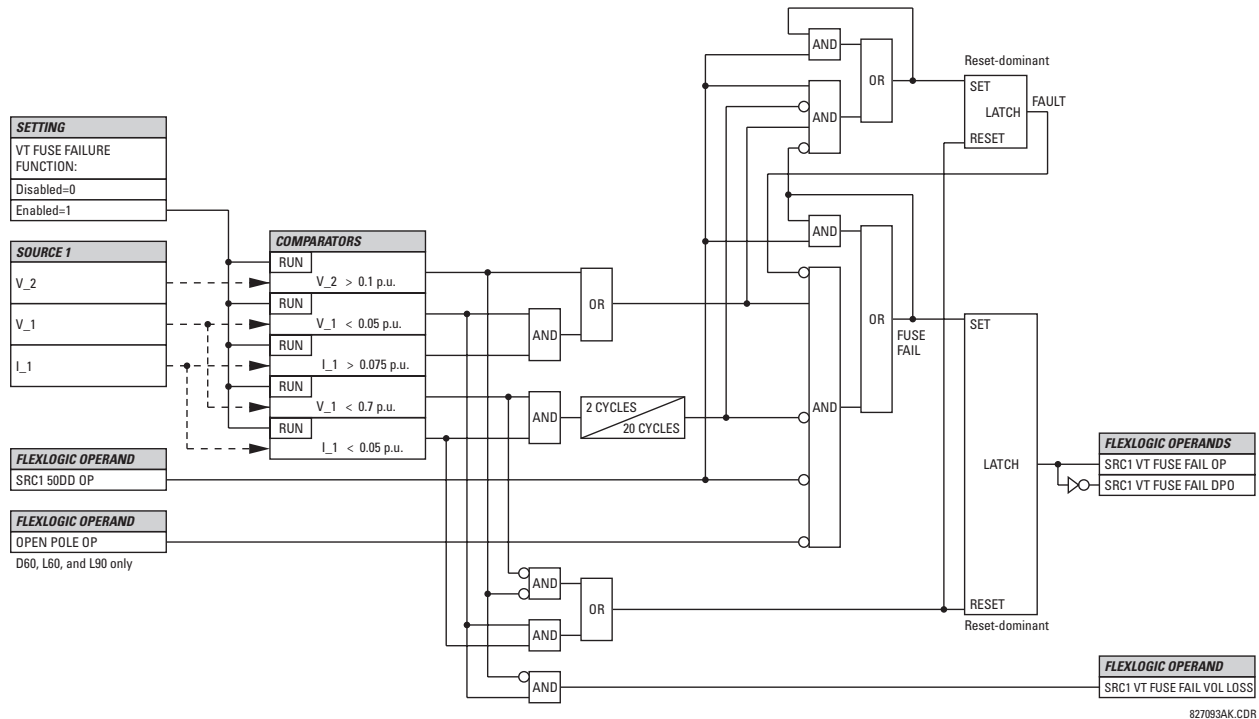 SETTING
VT FUSE FAILURE
FUNCTION:
Disabled=0
Enabled=1
SOURCE 1
V_2
V_1
I_1
FLEXLOGIC OPERAND
SRC1 50DD OP
FLEXLOGIC OPERAND
OPEN POLE OP
D60, L60, and L90 only
COMPARATORS
RUN
V_2 > 0.1 p.u.
RUN
V_1 < 0.05 p.u.
RUN
I_1 > 0.075 p.u.
RUN
V_1 < 0.7 p.u.
RUN
I_1 < 0.05 p.u.
AND
OR
AND
2 CYCLES
20 CYCLES
AND
OR
AND
AND
AND
OR
AND
AND
OR
AND
FUSE
FAIL
Reset-dominant
SET
LATCH
FAULT
RESET
SET
LATCH
RESET
Reset-dominant
FLEXLOGIC OPERANDS
SRC1 VT FUSE FAIL OP
SRC1 VT FUSE FAIL DPO
FLEXLOGIC OPERAND
SRC1 VT FUSE FAIL VOL LOSS
827093AK.CDR